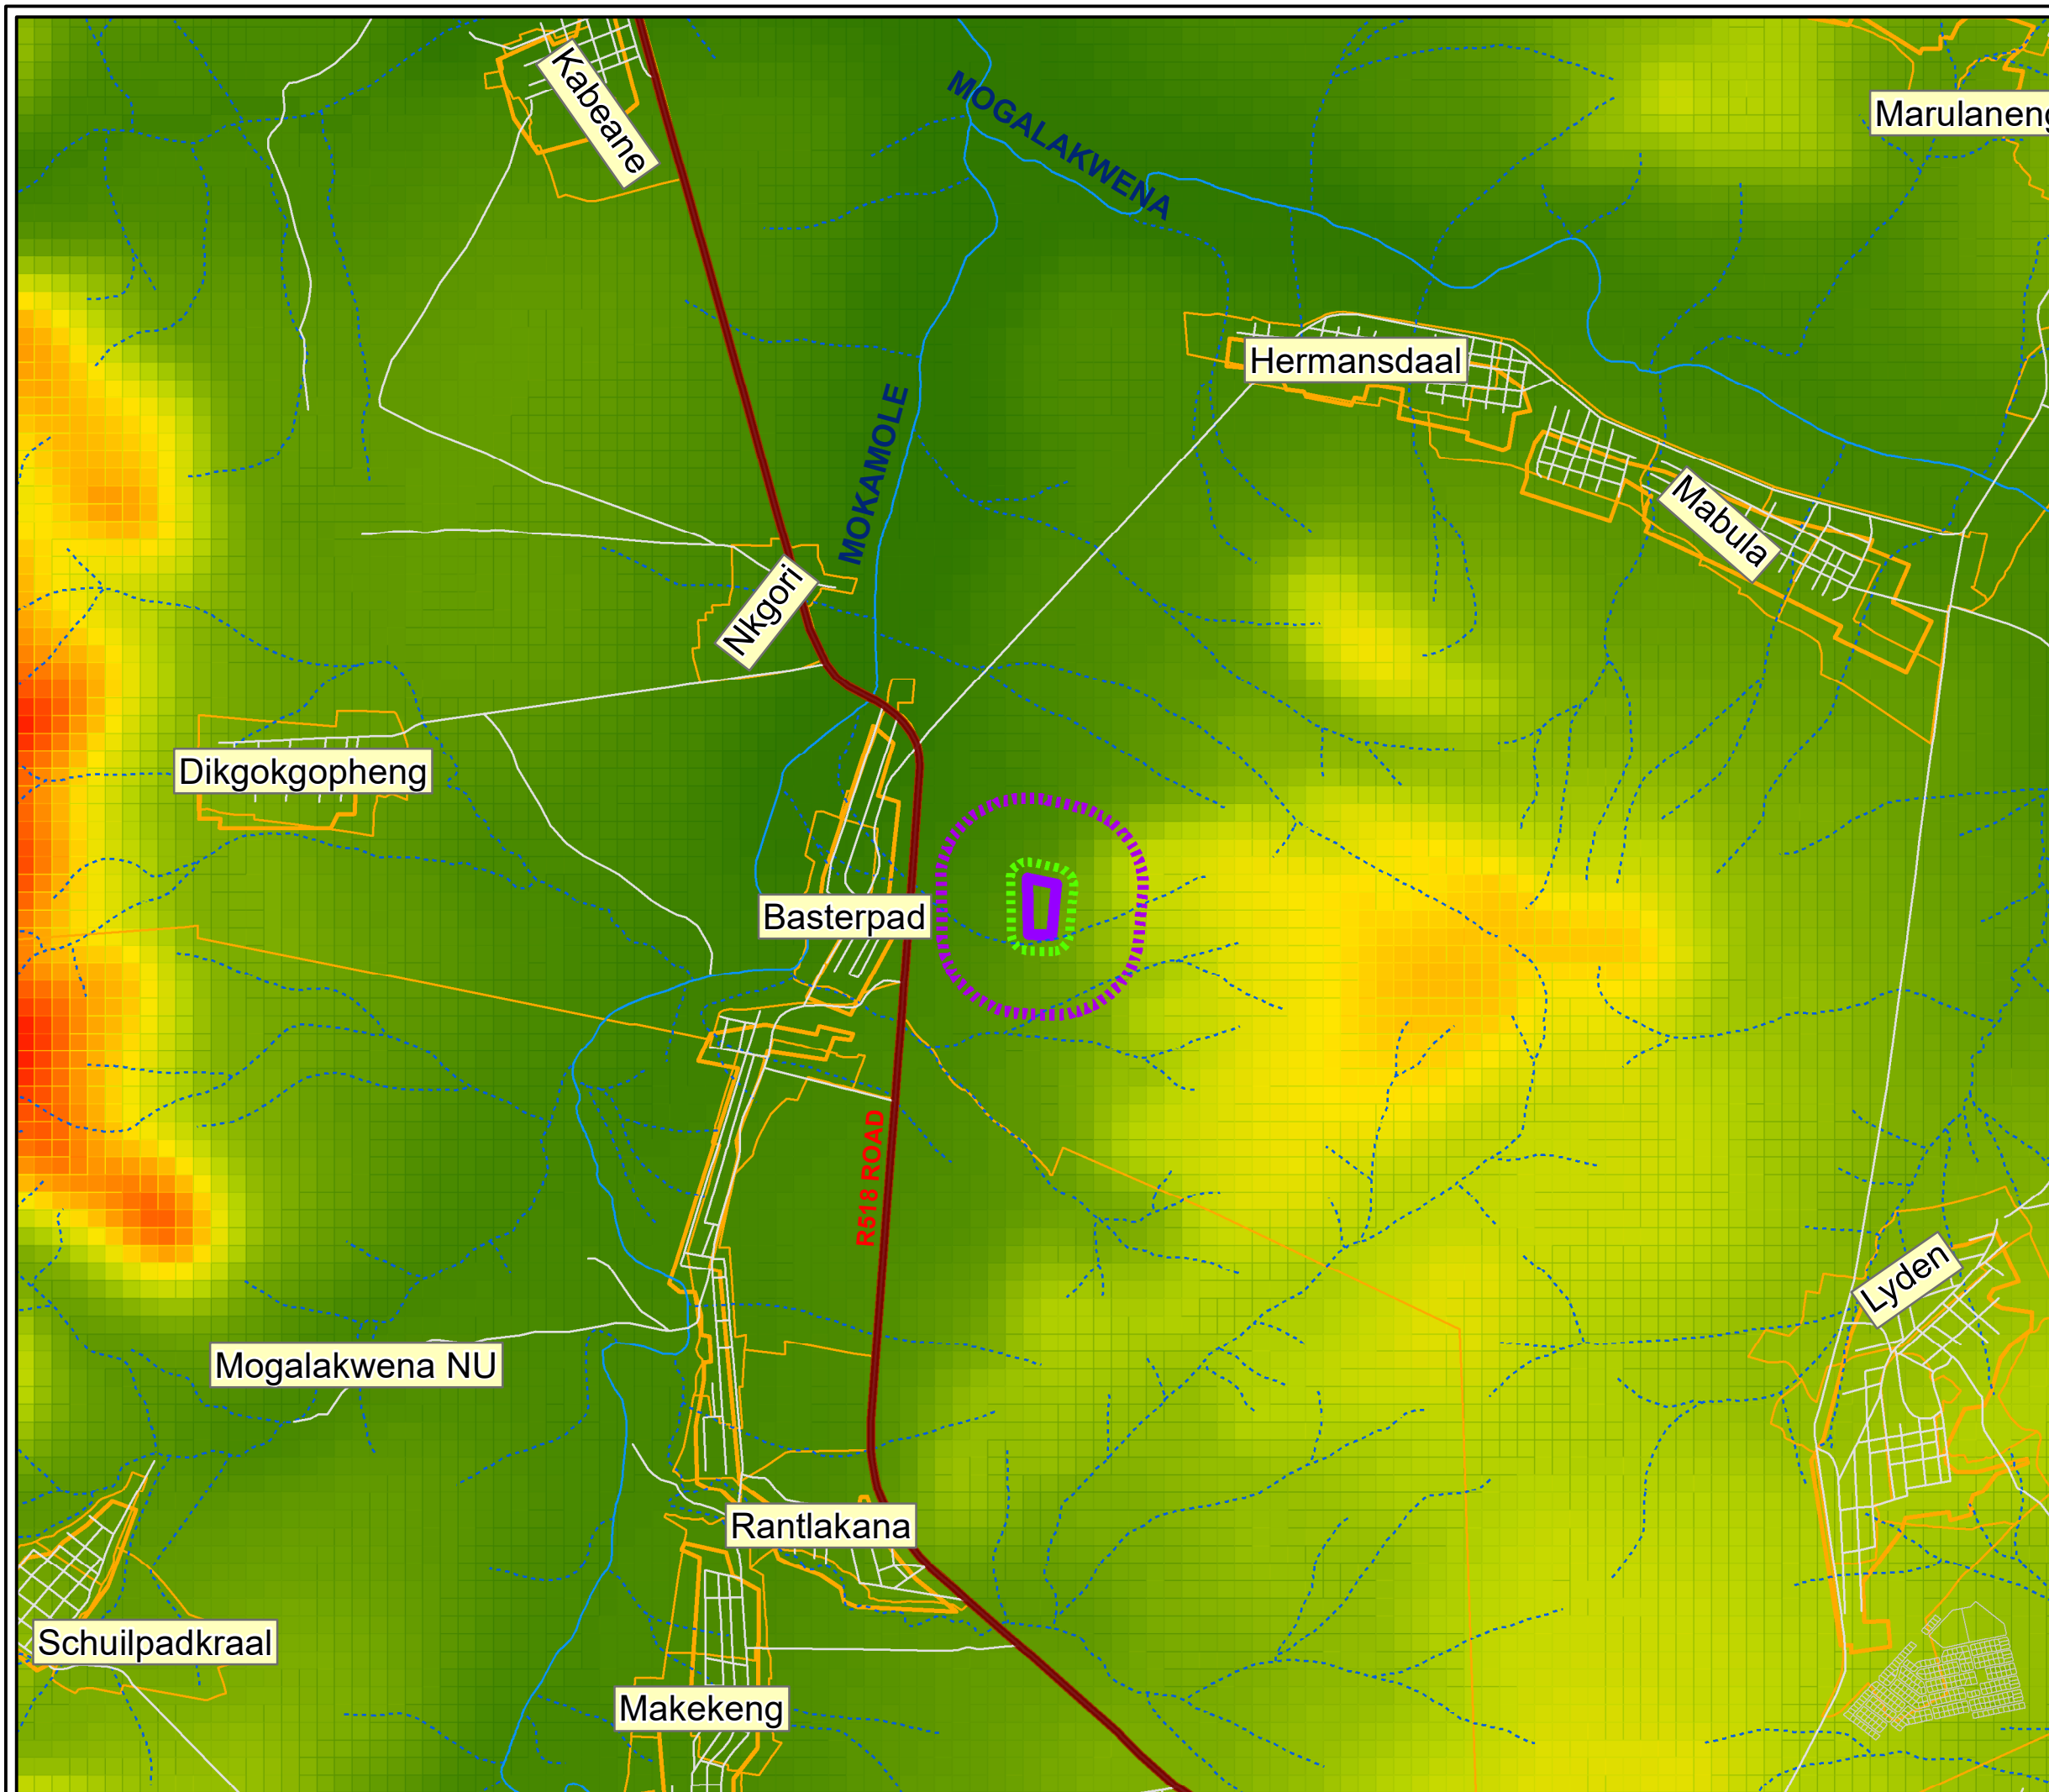 Kabeane
MOGALAKWENA
Marulaneng
Hermansdaal
MOKAMOLE
Mabula
Nkgori
Dikgokgopheng
Basterpad
R518 ROAD
Lyden
Mogalakwena NU
Rantlakana
Schuilpadkraal
Makekeng